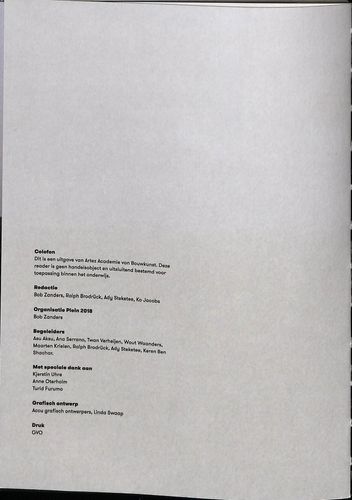 Colofon
Dit is een uitgave van Artez Academie van Bouwkunst. Deze
reader is geen handelsobject en uitsluitend bestemd voor
toepassing binnen het onderwijs.
Redactie
Bob Zanders, Ralph Brodrück, Ady Steketee, Ko Jacobs
Organisatie Plein 2018
Bob Zanders
Begeleiders
Asu Aksu, Ana Serrano, Twan Verheijen, Wout Waanders,
Maarten Krielen, Ralph Brodrück, Ady Steketee, Keren Ben
Shachar.
Met speciale dank aan
Kjerstin Uhre
Anne Osterholm
Turid Furumo
Grafisch ontwerp
Accu grafisch ontwerpers, Linda Swaap
Druk
GVO